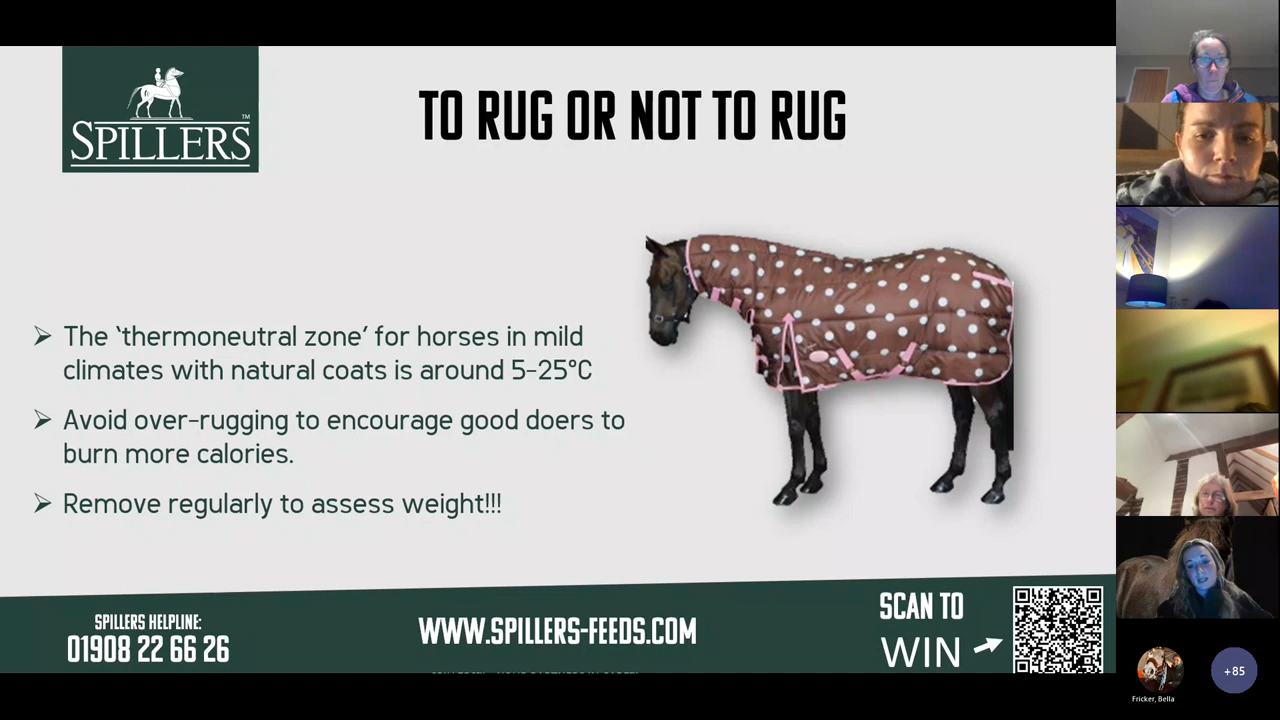 SPILLERS™
TO RUG OR NOT TO RUG
➢ The ‘thermoneutral zone’ for horses in mild
climates with natural coats is around 5-25°C
➢ Avoid over-rugging to encourage good doers to
burn more calories.
➢ Remove regularly to assess weight!!!
SPILLERS HELPLINE:
01908 22 66 26
WWW.SPILLERS-FEEDS.COM
SCAN TO
WIN
Fricker, Bella
+85